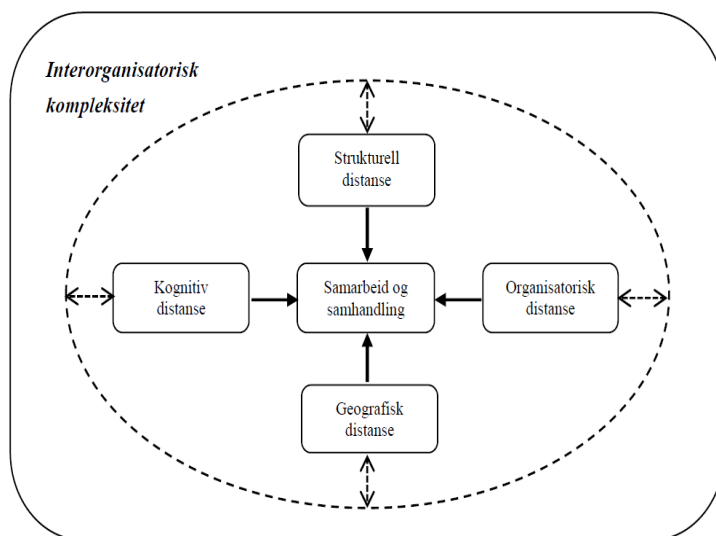 Interorganisatorisk
kompleksitet
Strukturell
distanse
Kognitiv
distanse
Samarbeid og
samhandling
Organisatorisk
distanse
Geografisk
distanse